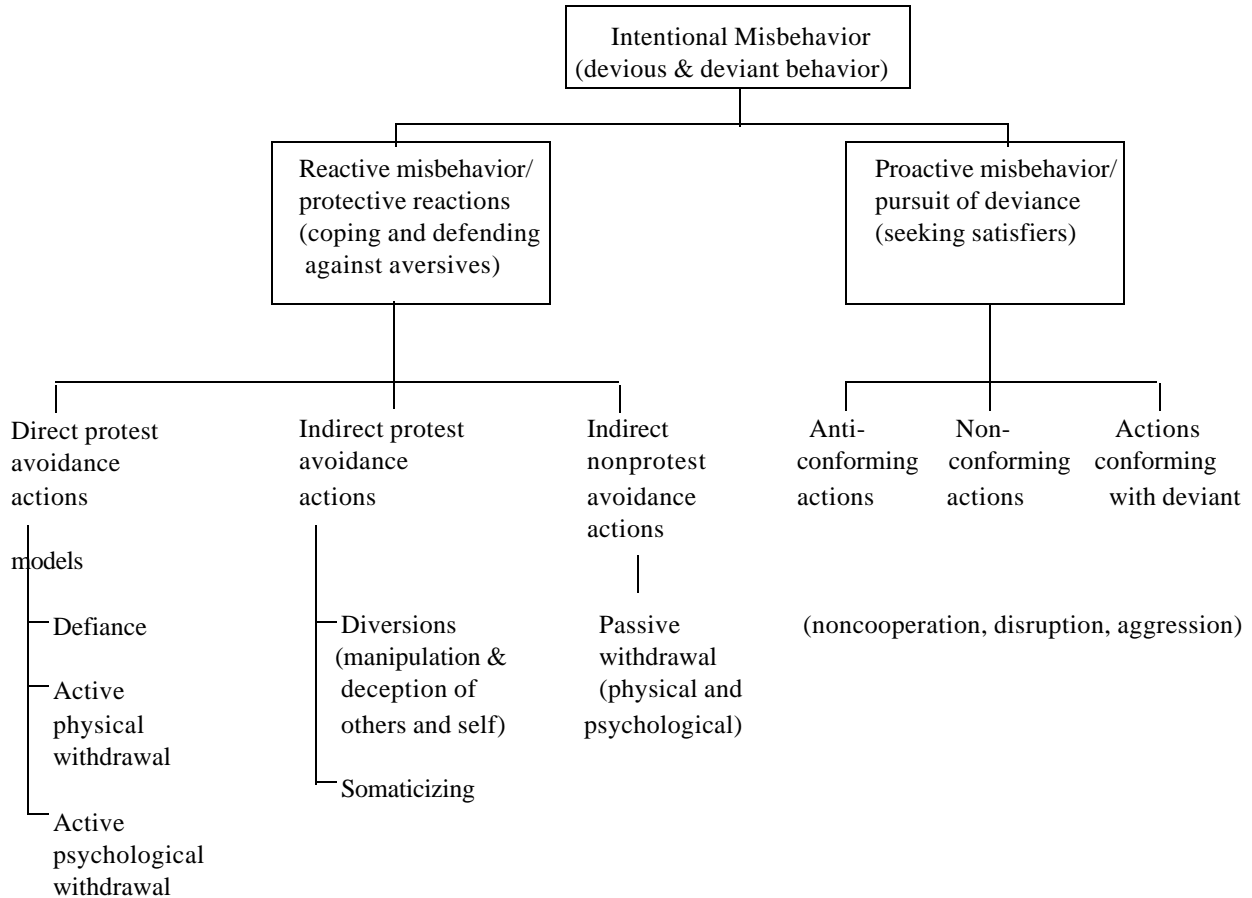 Intentional Misbehavior
(devious & deviant behavior)
Reactive misbehavior/
protective reactions
(coping and defending
against aversives)
Proactive misbehavior/
pursuit of deviance
(seeking satisfiers)
Direct protest
avoidance
actions
Indirect protest
avoidance
actions
Indirect
nonprotest
avoidance
actions
Anti-
conforming
actions
Non-
conforming
actions
Actions
conforming
with deviant
models
Defiance
Active
physical
withdrawal
Active
psychological
withdrawal
Diversions
(manipulation &
deception of
others and self)
Somaticizing
Passive
withdrawal
(physical and
psychological)
(noncooperation, disruption, aggression)